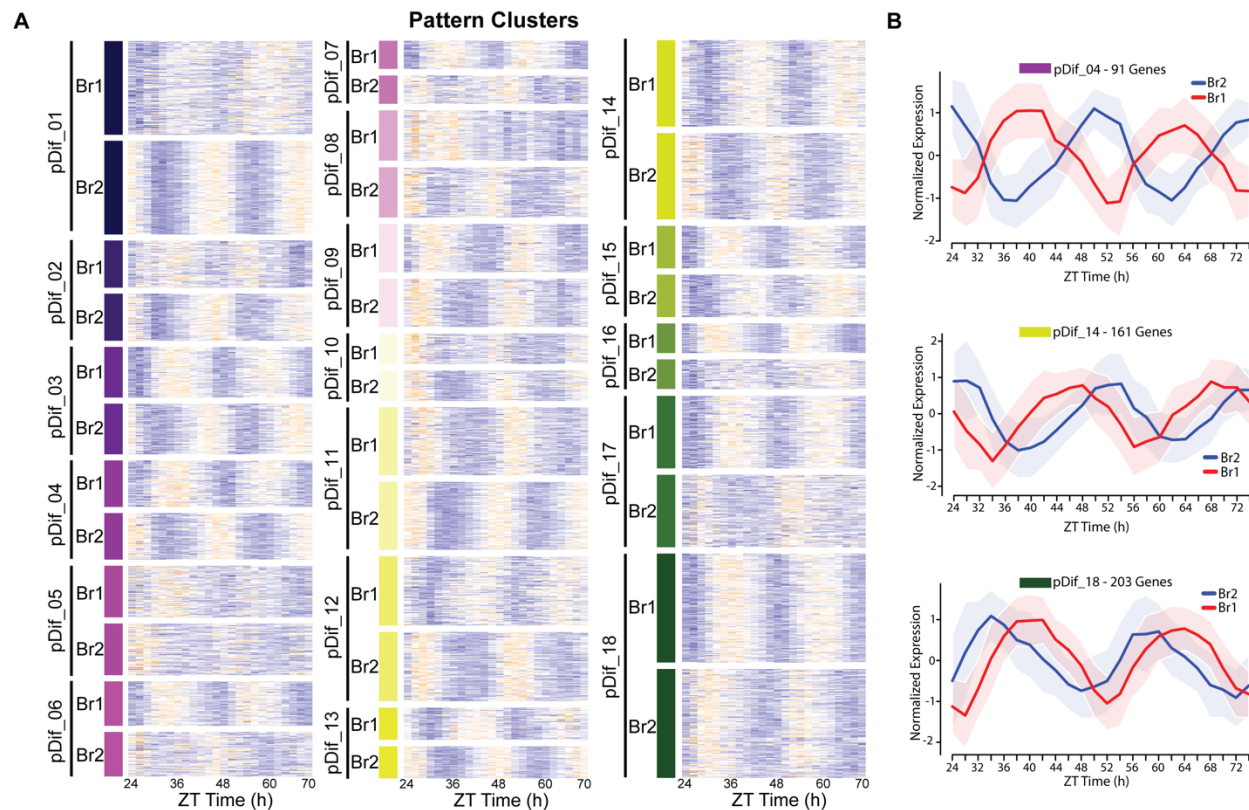 Pattern Clusters
A
pDif_01
Br1
Br2
pDif_02
Br1
Br2
pDif_03
Br1
Br2
pDif_04
Br1
Br2
pDif_05
Br1
Br2
pDif_06
Br1
Br2
24 36 48 60 70
ZT Time (h)
pDif_07
Br1
Br2
pDif_08
Br1
Br2
pDif_09
Br1
Br2
pDif_10
Br1
Br2
pDif_11
Br1
Br2
pDif_12
Br1
Br2
pDif_13
Br1
Br2
24 36 48 60 70
ZT Time (h)
pDif_14
Br1
Br2
pDif_15
Br1
Br2
pDif_16
Br1
Br2
pDif_17
Br1
Br2
pDif_18
Br1
Br2
24 36 48 60 70
ZT Time (h)
B
pDif_04 - 91 Genes
Br2
Br1
Normalized Expression
1
0
-1
-2
24 28 32 36 40 44 48 52 56 60 64 68 72
ZT Time (h)
pDif_14 - 161 Genes
Br2
Br1
Normalized Expression
2
1
0
-1
-2
24 28 32 36 40 44 48 52 56 60 64 68 72
ZT Time (h)
pDif_18 - 203 Genes
Br2
Br1
Normalized Expression
2
1
0
-1
-2
24 28 32 36 40 44 48 52 56 60 64 68 72
ZT Time (h)